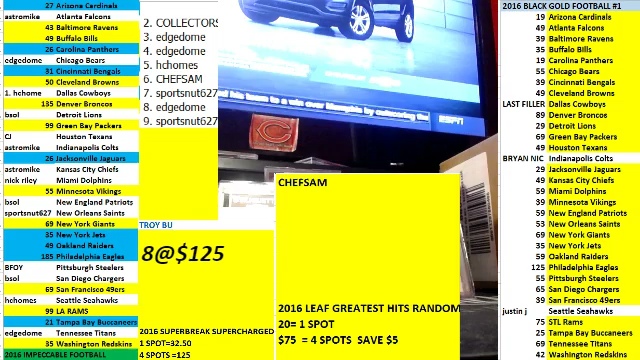 27 Arizona Cardinals
astromike Atlanta Falcons
43 Baltimore Ravens
49 Buffalo Bills
26 Carolina Panthers
edgedome Chicago Bears
31 Cincinnati Bengals
50 Cleveland Browns
1. hchome Dallas Cowboys
135 Denver Broncos
bsol Detroit Lions
99 Green Bay Packers
CJ Houston Texans
astromike Indianapolis Colts
26 Jacksonville Jaguars
astromike Kansas City Chiefs
nick riley Miami Dolphins
55 Minnesota Vikings
bsol New England Patriots
sportsnut627 New Orleans Saints
69 New York Giants
35 New York Jets
49 Oakland Raiders
185 Philadelphia Eagles
BFOY Pittsburgh Steelers
bsol San Diego Chargers
69 San Francisco 49ers
hchomes Seattle Seahawks
99 LA RAMS
21 Tampa Bay Buccaneers
edgedome Tennessee Titans
35 Washington Redskins
2016 IMPECCABLE FOOTBALL
2. COLLECTORS
3. edgedome
4. edgedome
5. hchomes
6. CHEFSAM
7. sportsnut627
8. edgedome
9. sportsnut627
TROY BU
8@$125
2016 SUPERBREAK SUPERCHARGED
1 SPOT=32.50
4 SPOTS =125
ESPN
CHEFSAM
2016 LEAF GREATEST HITS RANDOM
20= 1 SPOT
$75 = 4 SPOTS SAVE $5
2016 BLACK GOLD FOOTBALL #1
19 Arizona Cardinals
49 Atlanta Falcons
39 Baltimore Ravens
35 Buffalo Bills
19 Carolina Panthers
55 Chicago Bears
39 Cincinnati Bengals
49 Cleveland Browns
LAST FILLER Dallas Cowboys
89 Denver Broncos
29 Detroit Lions
69 Green Bay Packers
49 Houston Texans
BRYAN NIC Indianapolis Colts
29 Jacksonville Jaguars
49 Kansas City Chiefs
59 Miami Dolphins
39 Minnesota Vikings
59 New England Patriots
53 New Orleans Saints
69 New York Giants
35 New York Jets
59 Oakland Raiders
125 Philadelphia Eagles
55 Pittsburgh Steelers
65 San Diego Chargers
39 San Francisco 49ers
justin j Seattle Seahawks
75 STL Rams
25 Tampa Bay Buccaneers
69 Tennessee Titans
42 Washington Redskins